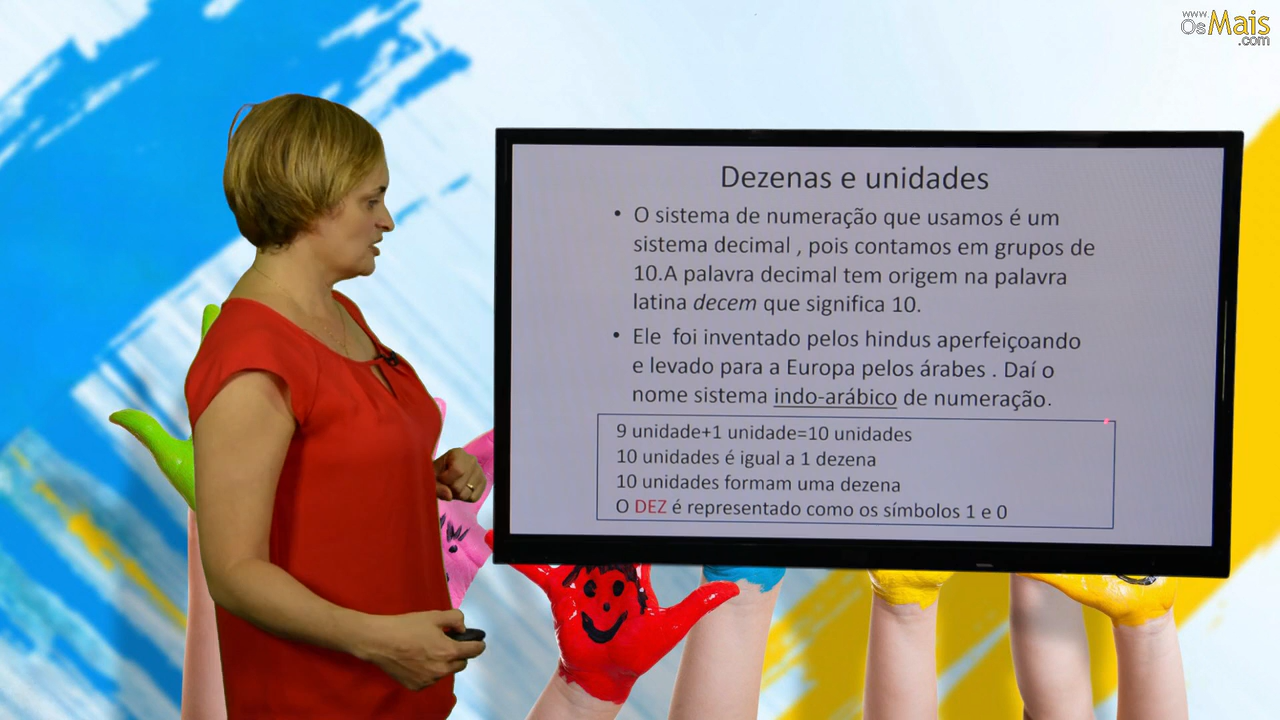 www
OsMais
.com
Dezenas e unidades
• O sistema de numeração que usamos é um
sistema decimal , pois contamos em grupos de
10.A palavra decimal tem origem na palavra
latina decem que significa 10.
• Ele  foi inventado pelos hindus aperfeiçoando
e levado para a Europa pelos árabes . Daí o
nome sistema indo-arábico de numeração.
9 unidade+1 unidade=10 unidades
10 unidades é igual a 1 dezena
10 unidades formam uma dezena
O DEZ é representado como os símbolos 1 e 0